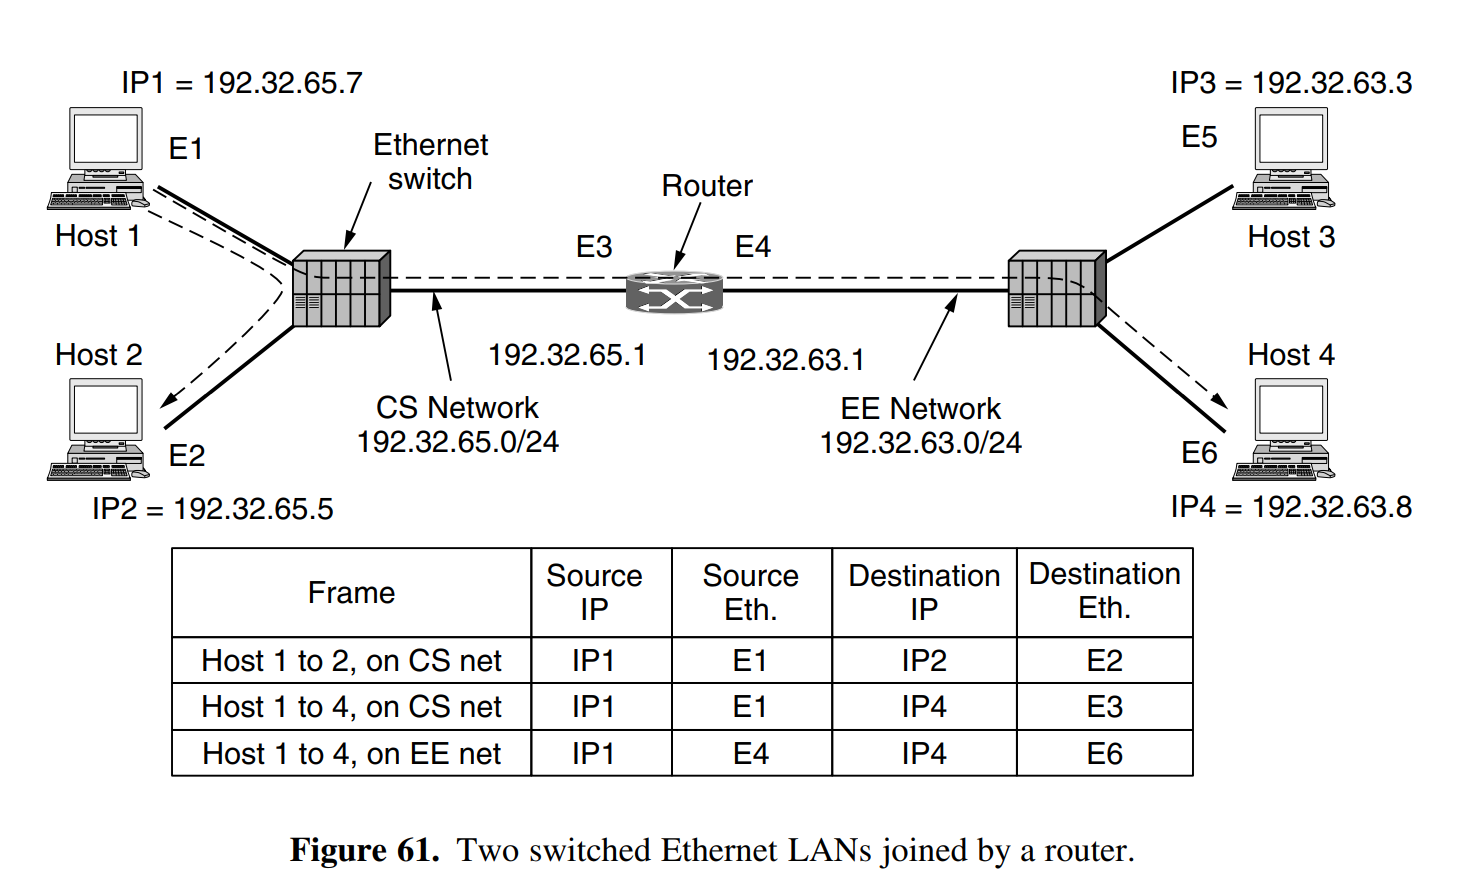 IP1 = 192.32.65.7
IP3 = 192.32.63.3
E1
Ethernet
switch
E5
Router
Host 1
E3
E4
Host 3
Host 2
192.32.65.1
192.32.63.1
Host 4
CS Network
192.32.65.0/24
EE Network
192.32.63.0/24
E2
E6
IP2 = 192.32.65.5
IP4 = 192.32.63.8
Frame
Source
IP
Source
Eth.
Destination
IP
Destination
Eth.
Host 1 to 2, on CS net IP1 E1 IP2 E2
Host 1 to 4, on CS net IP1 E1 IP4 E3
Host 1 to 4, on EE net IP1 E4 IP4 E6
Figure 61. Two switched Ethernet LANs joined by a router.